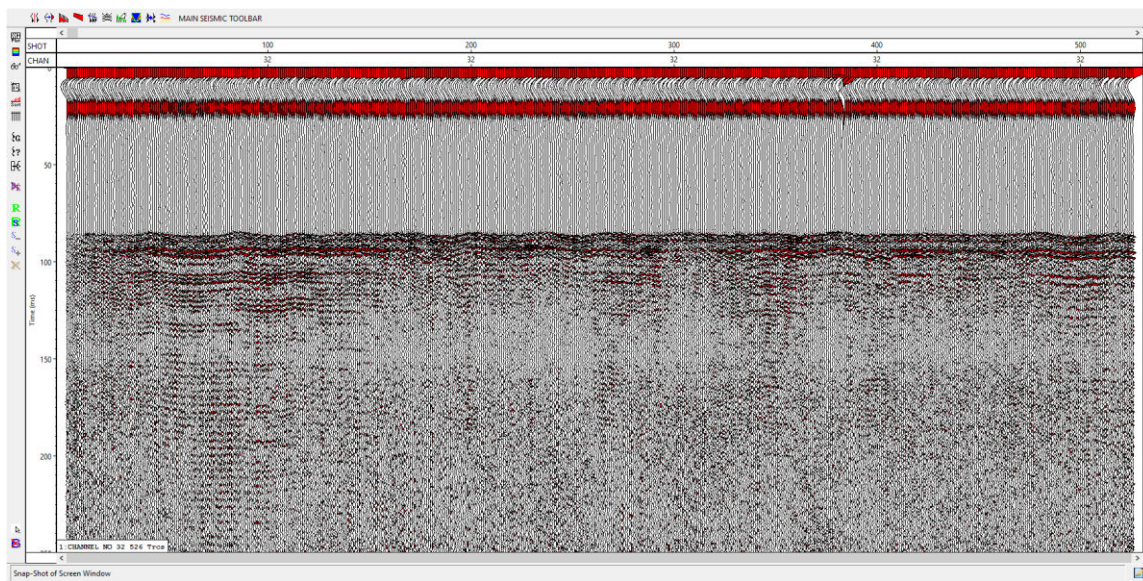 MAIN SEISMIC TOOLBAR
SHOT 100 200 300 400 500
CHAN 32 32 32 32 32
50
100
Time (ms)
150
200
1:CHANNEL NO 32 526 Trcs
Snap-Shot of Screen Window